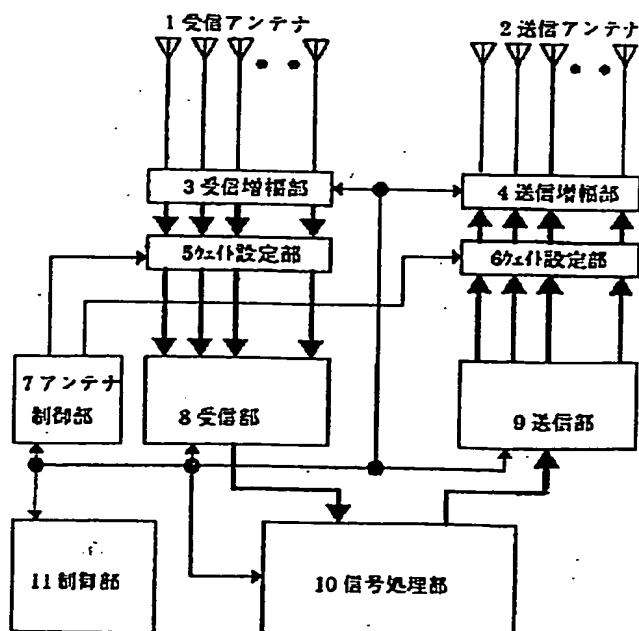 1 受信アンテナ
2 送信アンテナ
3 受信増幅部
4 送信増幅部
5ウェイト設定部
6ウェイト設定部
7 アンテナ
制御部
8 受信部
9 送信部
11 制御部
10 信号処理部